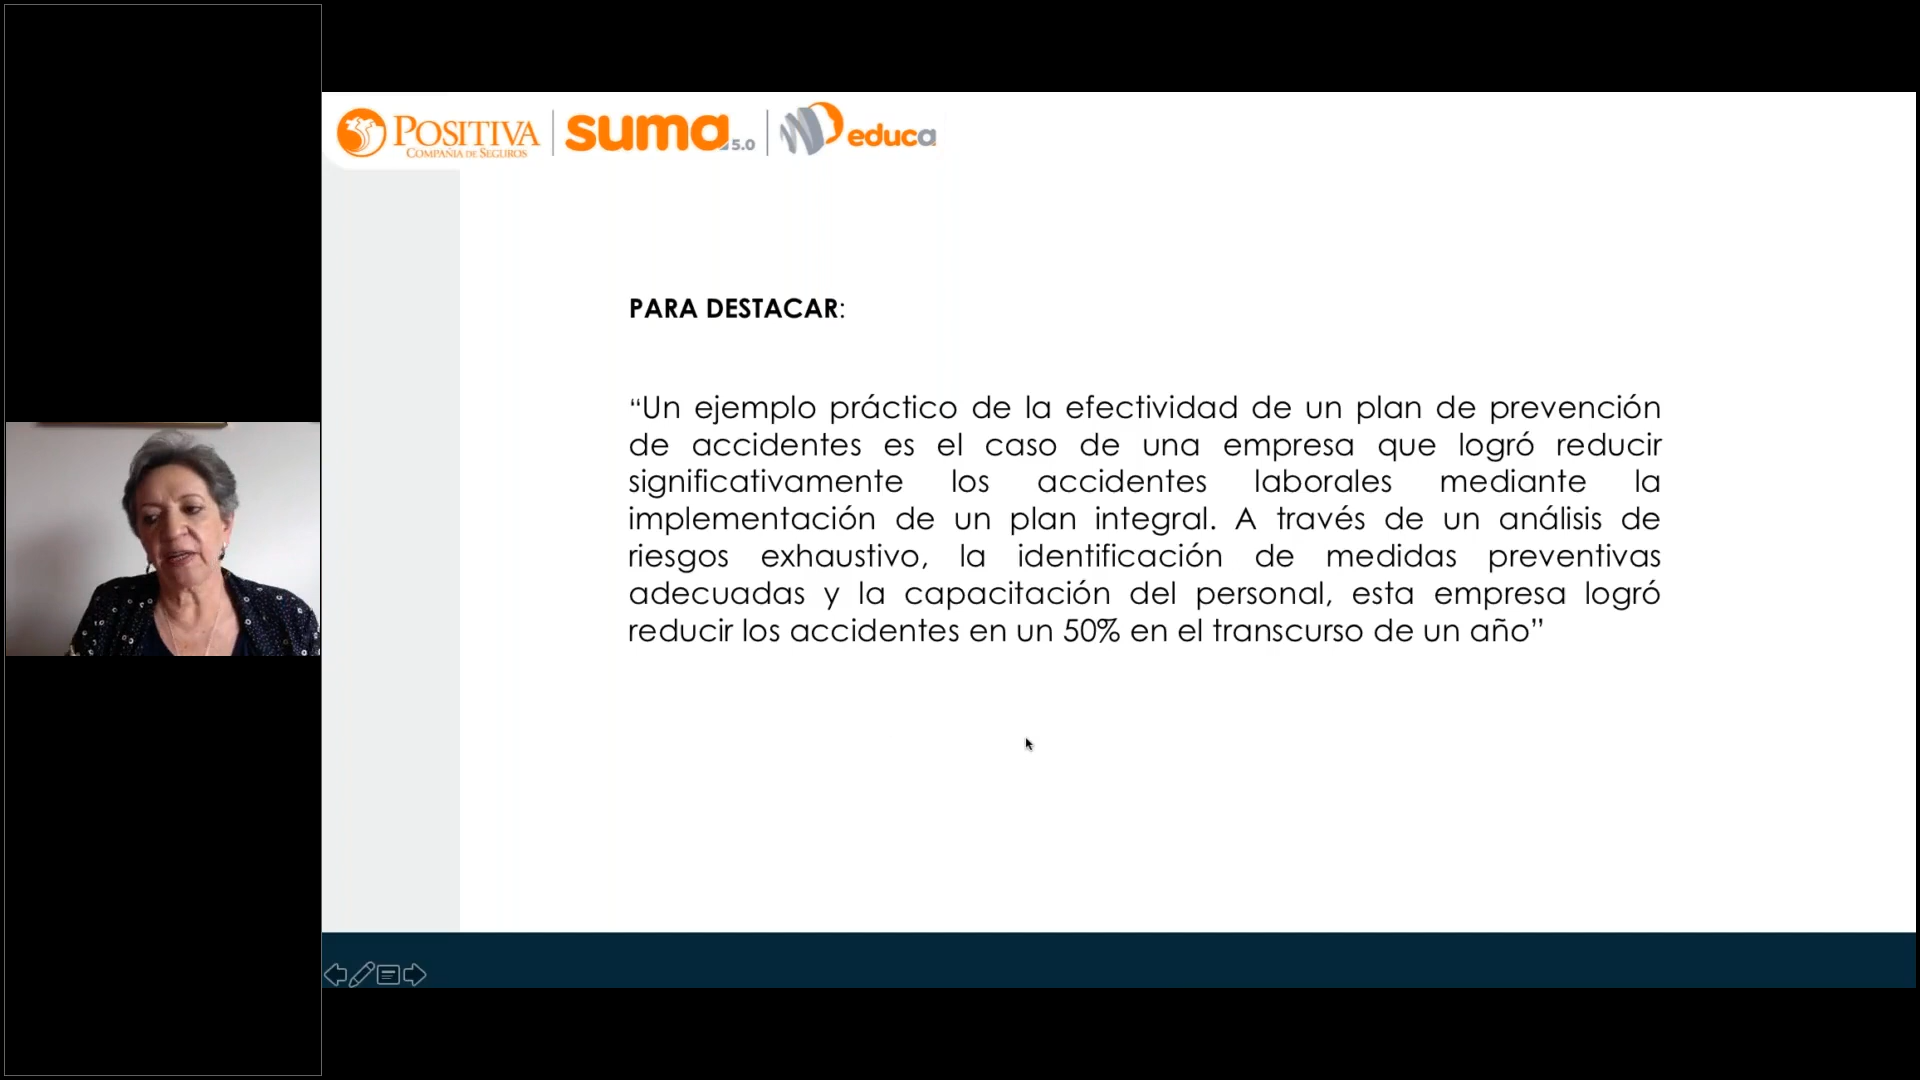 POSITIVA
COMPAÑIA DE SEGUROS
suma 5.0
educa
PARA DESTACAR:
“Un ejemplo práctico de la efectividad de un plan de prevención
de accidentes es el caso de una empresa que logró reducir
significativamente los accidentes laborales mediante la
implementación de un plan integral. A través de un análisis de
riesgos exhaustivo, la identificación de medidas preventivas
adecuadas y la capacitación del personal, esta empresa logró
reducir los accidentes en un 50% en el transcurso de un año”